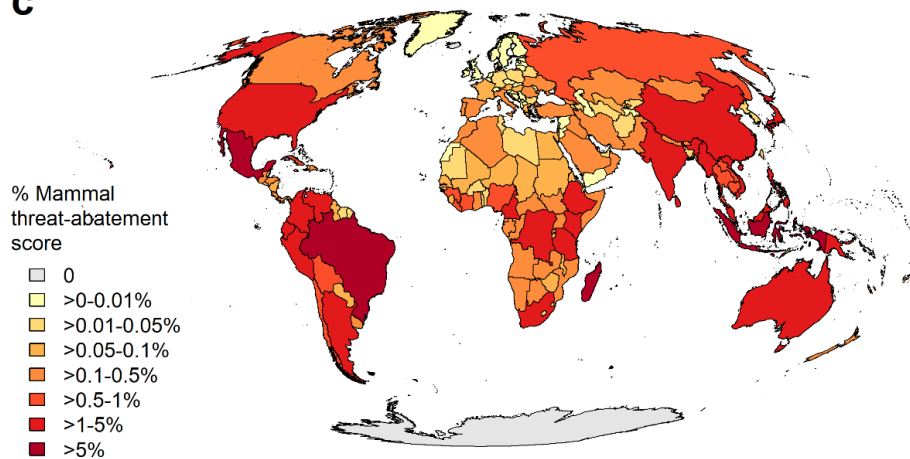 c
% Mammal
threat-abatement
score
0
>0-0.01%
>0.01-0.05%
>0.05-0.1%
>0.1-0.5%
>0.5-1%
>1-5%
>5%